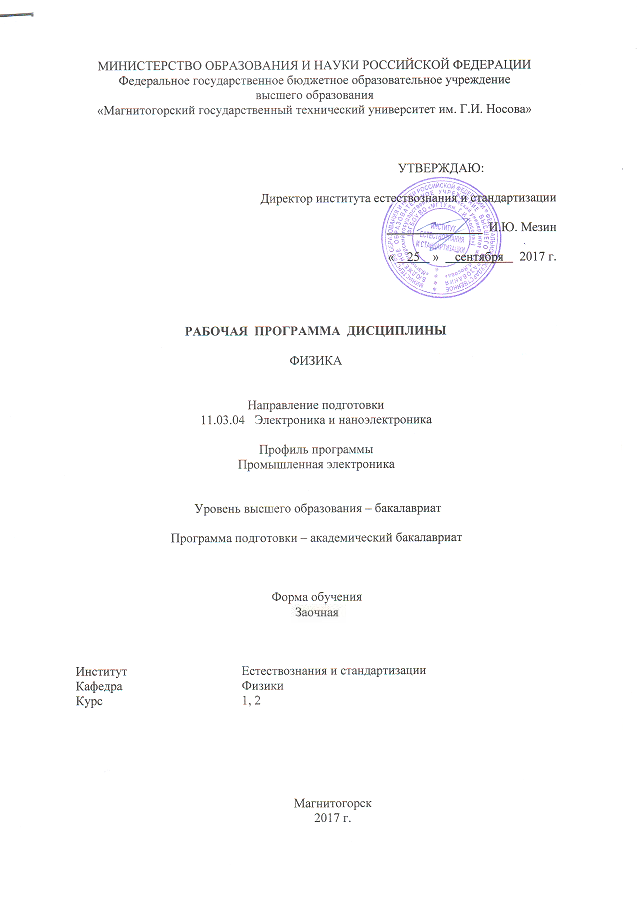 МИНИСТЕРСТВО ОБРАЗОВАНИЯ И НАУКИ РОССИЙСКОЙ ФЕДЕРАЦИИ
Федеральное государственное бюджетное образовательное учреждение
высшего образования
«Магнитогорский государственный технический университет им. Г.И. Носова»
УТВЕРЖДАЮ:
Директор института естествознания и стандартизации
И.Ю. Мезин
« 25 » сентября 2017 г.
ИНСТИТУТ
ЕСТЕСТВОЗНАНИЯ
И СТАНДАРТИЗАЦИИ
РАБОЧАЯ ПРОГРАММА ДИСЦИПЛИНЫ
ФИЗИКА
Направление подготовки
11.03.04 Электроника и наноэлектроника
Профиль программы
Промышленная электроника
Уровень высшего образования – бакалавриат
Программа подготовки – академический бакалавриат
Форма обучения
Заочная
Институт Естествознания и стандартизации
Кафедра Физики
Курс 1, 2
Магнитогорск
2017 г.